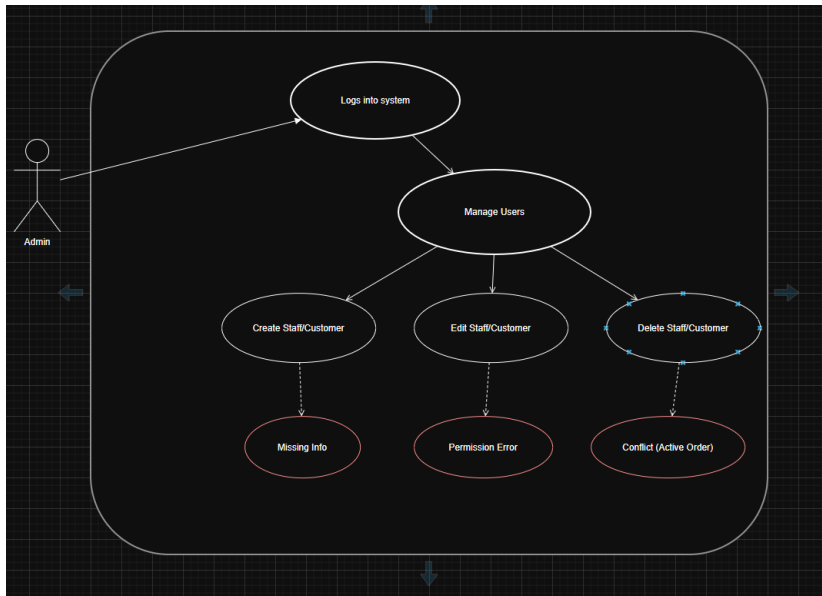 Logs into system
Admin
Manage Users
Create Staff/Customer
Edit Staff/Customer
Delete Staff/Customer
Missing Info
Permission Error
Conflict (Active Order)